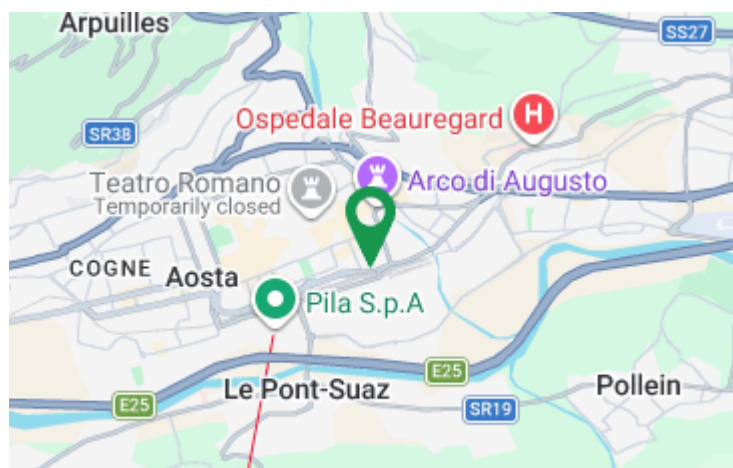 Arpuilles
SS27
SR38
Ospedale Beauregard
H
Teatro Romano
Temporarily closed
Arco di Augusto
COGNE
Aosta
Pila S.p.A
E25
Le Pont-Suaz
Pollein
E25
SR19